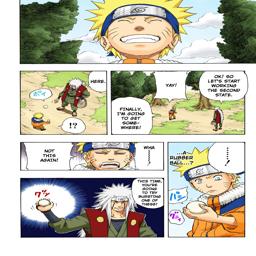 OK! SO
LET'S START
WORKING
THE SECOND
STATE.
YAY!
FINALLY,
I'M GOING
TO GET
SOME-
WHERE!
HERE.
!?
...A
RUBBER
BALL....?
WHA
NOT
THIS
AGAIN!
THIS TIME,
YOU'RE
GOING
TO TRY
BURSTING
ONE OF
THESE!